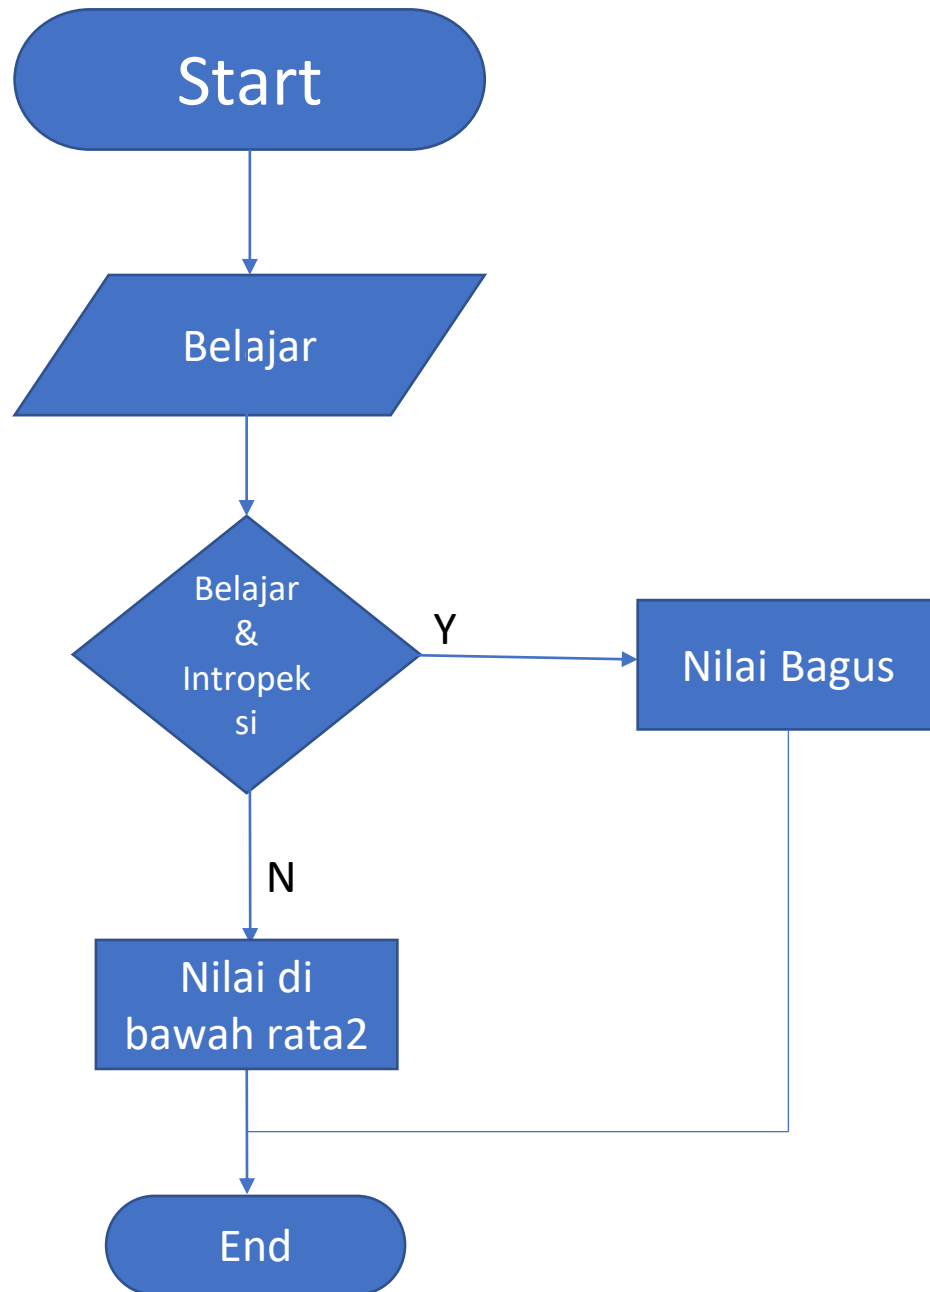 Start
Belajar
Belajar
&
Intropek
si
Y
Nilai Bagus
N
Nilai di
bawah rata2
End